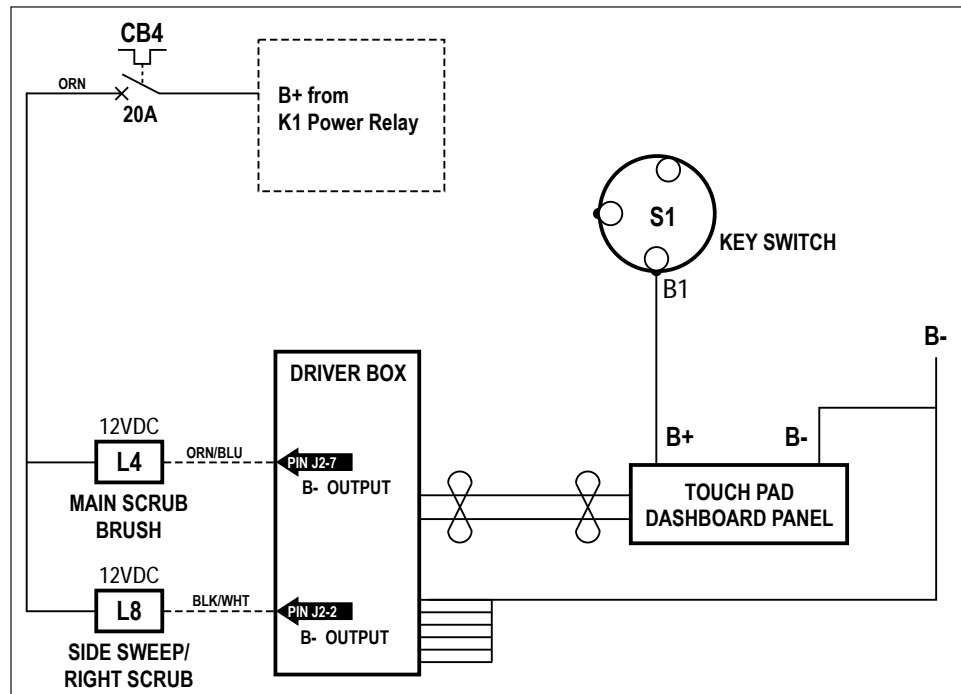 CB4
ORN
20A
B+ from
K1 Power Relay
S1
KEY SWITCH
B1
B-
DRIVER BOX
12VDC
L4
ORN/BLU
PIN J2-7
B- OUTPUT
MAIN SCRUB
BRUSH
B+
B-
TOUCH PAD
DASHBOARD PANEL
12VDC
L8
BLK/WHT
PIN J2-2
B- OUTPUT
SIDE SWEEP/
RIGHT SCRUB